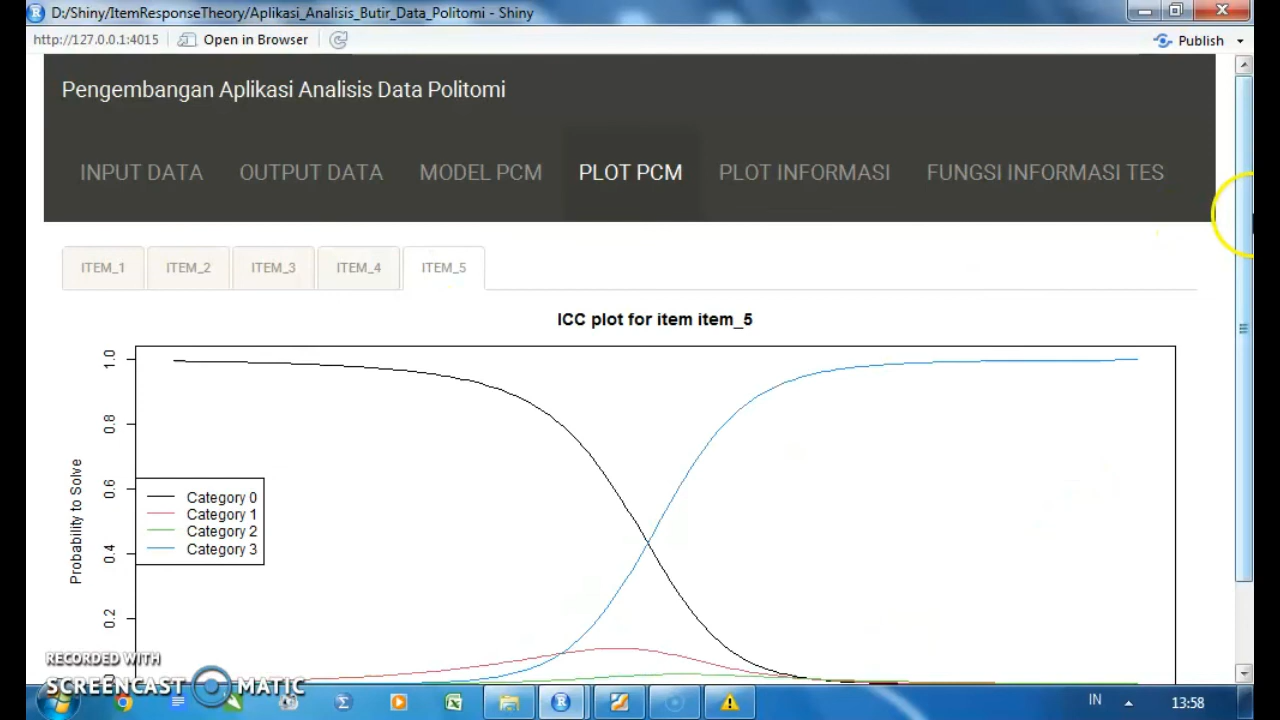 D:/Shiny/ItemResponseTheory/Aplikasi_Analisis_Butir_Data_Politomi - Shiny
http://127.0.0.1:4015 Open in Browser Publish
Pengembangan Aplikasi Analisis Data Politomi
INPUT DATA OUTPUT DATA MODEL PCM PLOT PCM PLOT INFORMASI FUNGSI INFORMASI TES
ITEM_1 ITEM_2 ITEM_3 ITEM_4 ITEM_5
ICC plot for item item_5
Probability to Solve
1.0
0.8
0.6
0.4
0.2
Category 0
Category 1
Category 2
Category 3
RECORDED WITH
SCREENCAST MATIC
IN 13:58